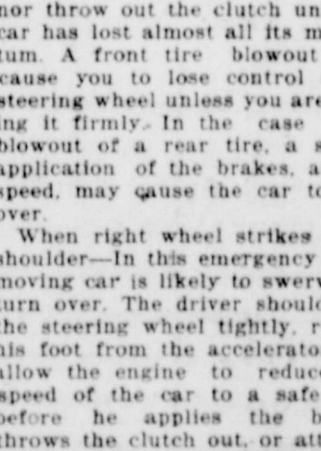 nor throw out the clutch un
car has lost almost all its m
tum. A front tire blowout
cause you to lose control
steering wheel unless you are
ing it firmly. In the case
blowout of a rear tire, a s
application of the brakes, a
speed, may cause the car to
over.
When right wheel strikes
shoulder—In this emergency
moving car is likely to swerv
turn over. The driver shoul
the steering wheel tightly, r
his foot from the accelerato
allow the engine to reduc
speed of the car to a safe
before he applies the b
throws the clutch out, or att